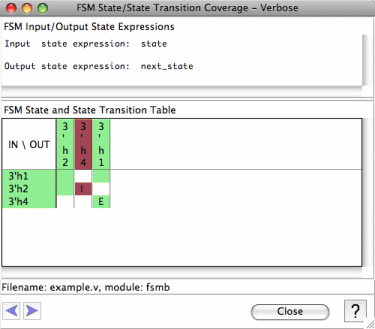 FSM State/State Transition Coverage - Verbose
FSM Input/Output State Expressions
Input state expression: state
Output state expression: next_state
FSM State and State Transition Table
IN \ OUT 3'h2 3'h4 3'h1
3'h1
3'h2 I
3'h4 E
Filename: example.v, module: fsmb
Close ?